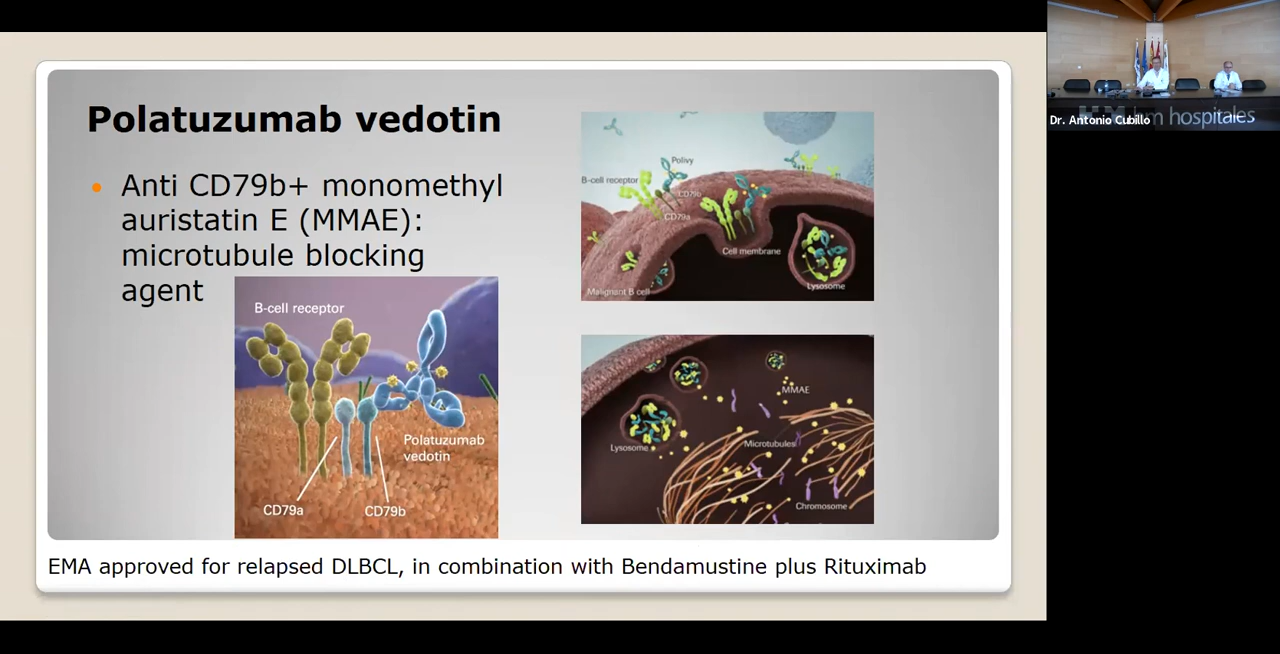 Polatuzumab vedotin
Anti CD79b+ monomethyl
auristatin E (MMAE):
microtubule blocking
agent
B-cell receptor
Polatuzumab
vedotin
CD79a
CD79b
Polivy
B-cell receptor
CD79b
CD79a
Cell membrane
Malignant B cell
Lysosome
MMAE
Lysosome
Microtubules
Chromosome
EMA approved for relapsed DLBCL, in combination with Bendamustine plus Rituximab
hm hospitales
Dr. Antonio Cubillo